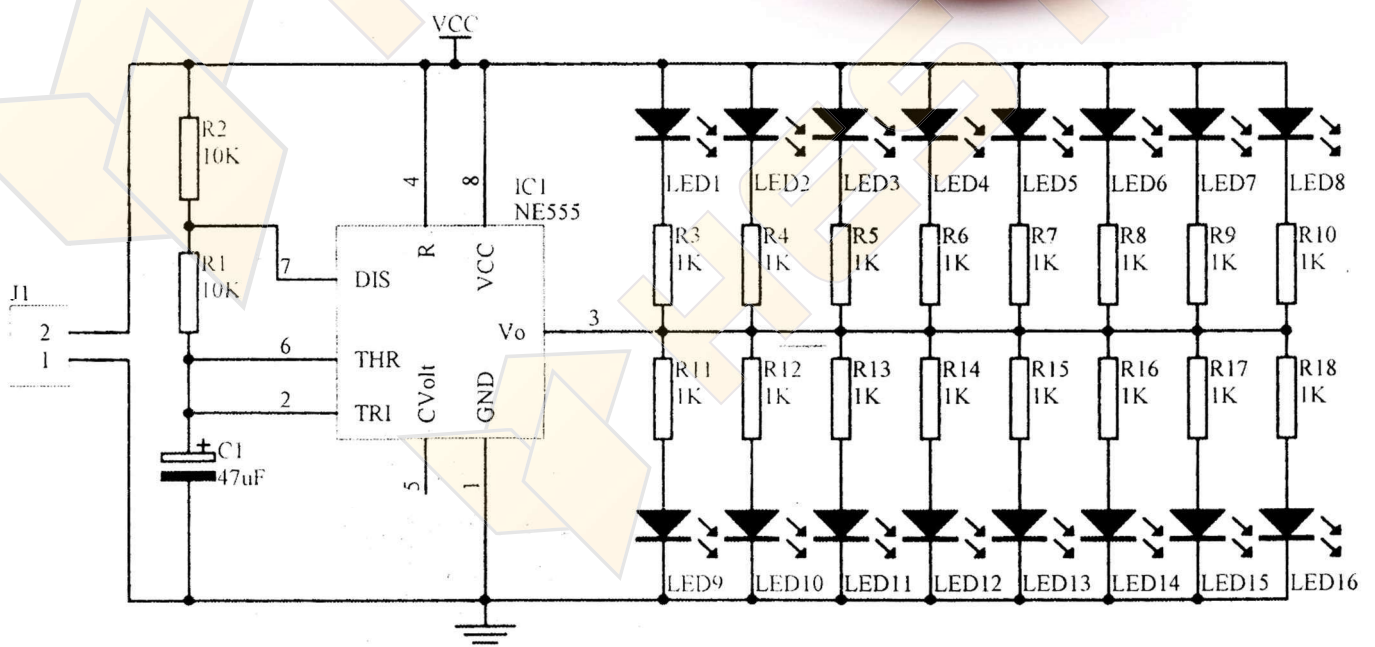 VCC
R2
10K
4
8
IC1
NE555
LED1
LED2
LED3
LED4
LED5
LED6
LED7
LED8
R
VCC
R3
1K
R4
1K
R5
1K
R6
1K
R7
1K
R8
1K
R9
1K
R10
1K
R1
10K
7
DIS
J1
2
1
Vo
3
6
THR
2
TRI
CVolt
GND
R11
1K
R12
1K
R13
1K
R14
1K
R15
1K
R16
1K
R17
1K
R18
1K
+
C1
47uF
5
1
LED9
LED10
LED11
LED12
LED13
LED14
LED15
LED16